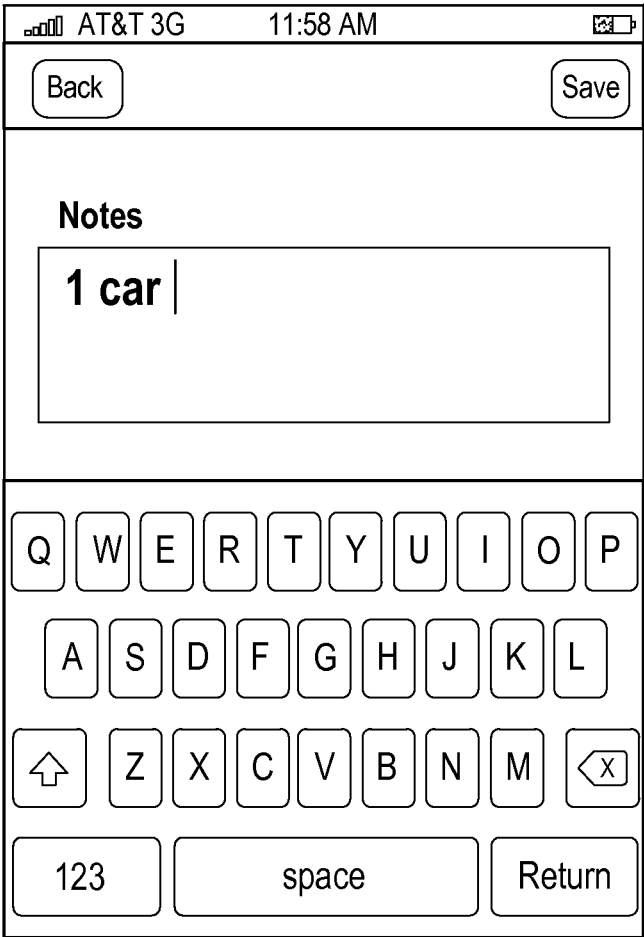 AT&T 3G 11:58 AM
Back Save
Notes
1 car
Q W E R T Y U I O P
A S D F G H J K L
Z X C V B N M X
123 space Return